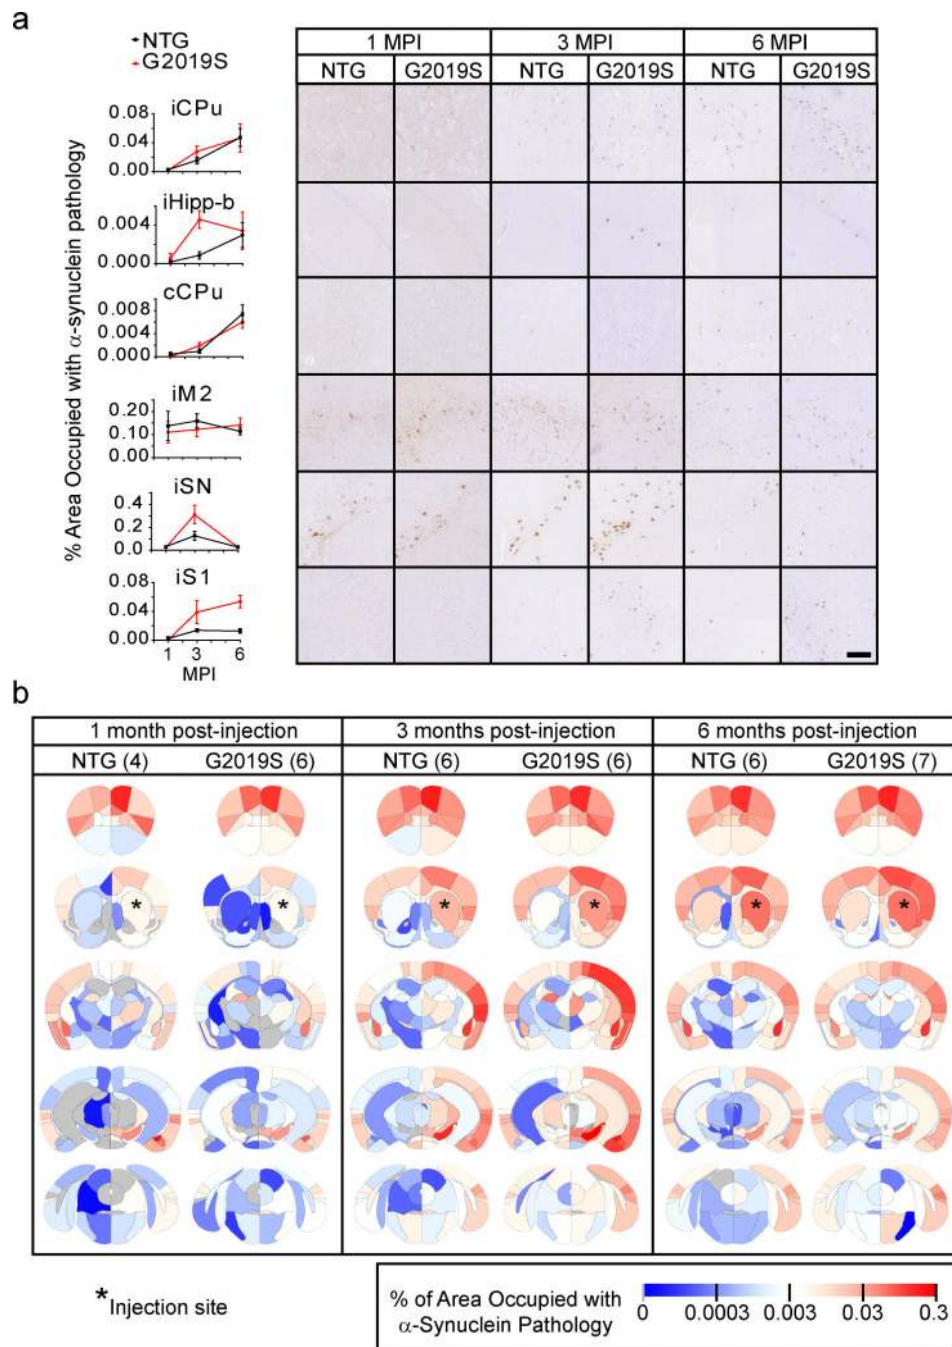 a
NTG
G2019S
% Area Occupied with α-synuclein pathology
iCPu
0.08
0.04
0.00
iHipp-b
0.004
0.000
cCPu
0.008
0.004
0.000
iM2
0.20
0.10
0.00
iSN
0.4
0.2
0.0
iS1
0.08
0.04
0.00
1 3 6
MPI
1 MPI 3 MPI 6 MPI
NTG G2019S NTG G2019S NTG G2019S
b
1 month post-injection 3 months post-injection 6 months post-injection
NTG (4) G2019S (6) NTG (6) G2019S (6) NTG (6) G2019S (7)
* * * * * *
*Injection site
% of Area Occupied with
α-Synuclein Pathology
0 0.0003 0.003 0.03 0.3